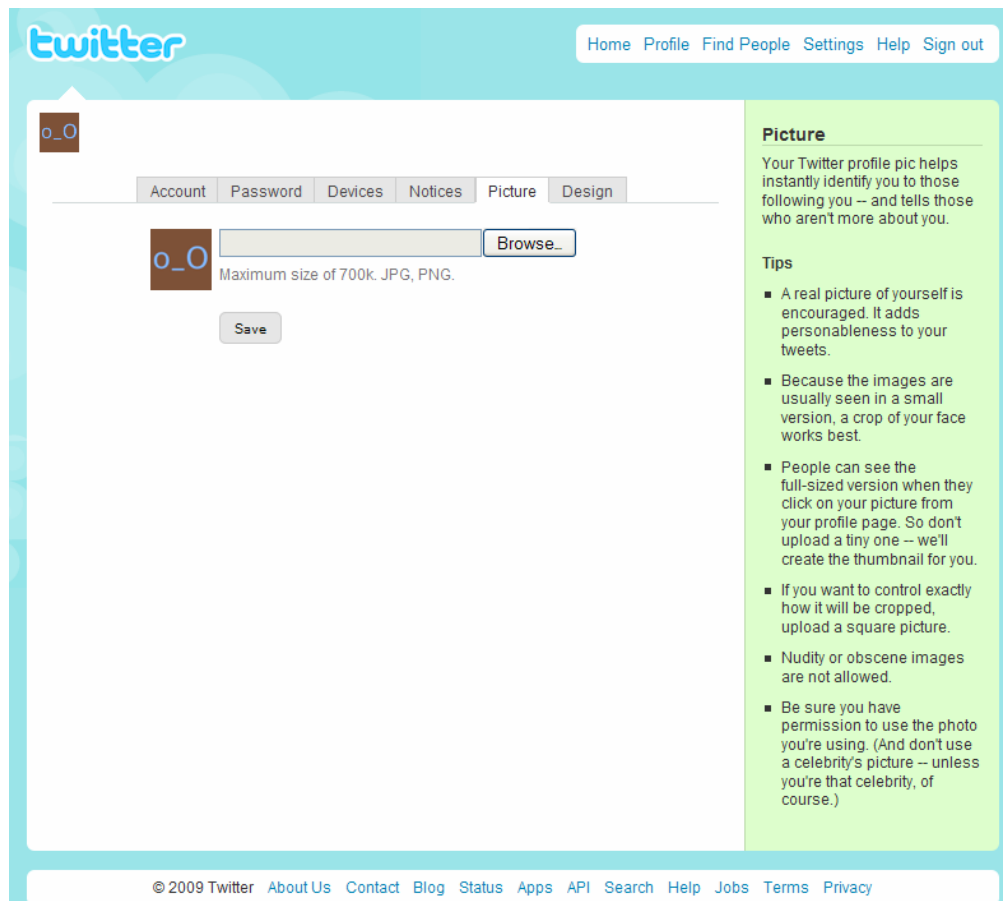 twitter
Home Profile Find People Settings Help Sign out
o_O
Account Password Devices Notices Picture Design
o_O
Browse...
Maximum size of 700k. JPG, PNG.
Save
Picture
Your Twitter profile pic helps
instantly identify you to those
following you -- and tells those
who aren't more about you.
Tips
A real picture of yourself is
encouraged. It adds
personableness to your
tweets.
Because the images are
usually seen in a small
version, a crop of your face
works best.
People can see the
full-sized version when they
click on your picture from
your profile page. So don't
upload a tiny one -- we'll
create the thumbnail for you.
If you want to control exactly
how it will be cropped,
upload a square picture.
Nudity or obscene images
are not allowed.
Be sure you have
permission to use the photo
you're using. (And don't use
a celebrity's picture -- unless
you're that celebrity, of
course.)
© 2009 Twitter About Us Contact Blog Status Apps API Search Help Jobs Terms Privacy